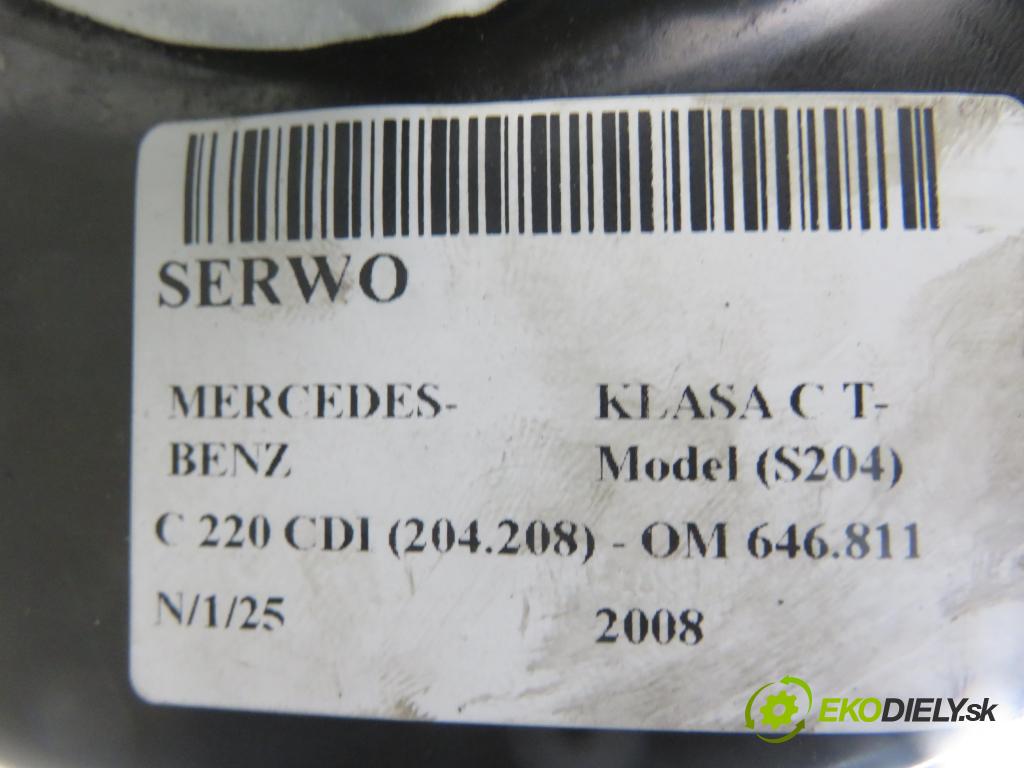 SERWO
MERCEDES-
BENZ
KLASA C T-
Model (S204)
C 220 CDI (204.208) - OM 646.811
N/1/25
2008
EKODIELY.sk